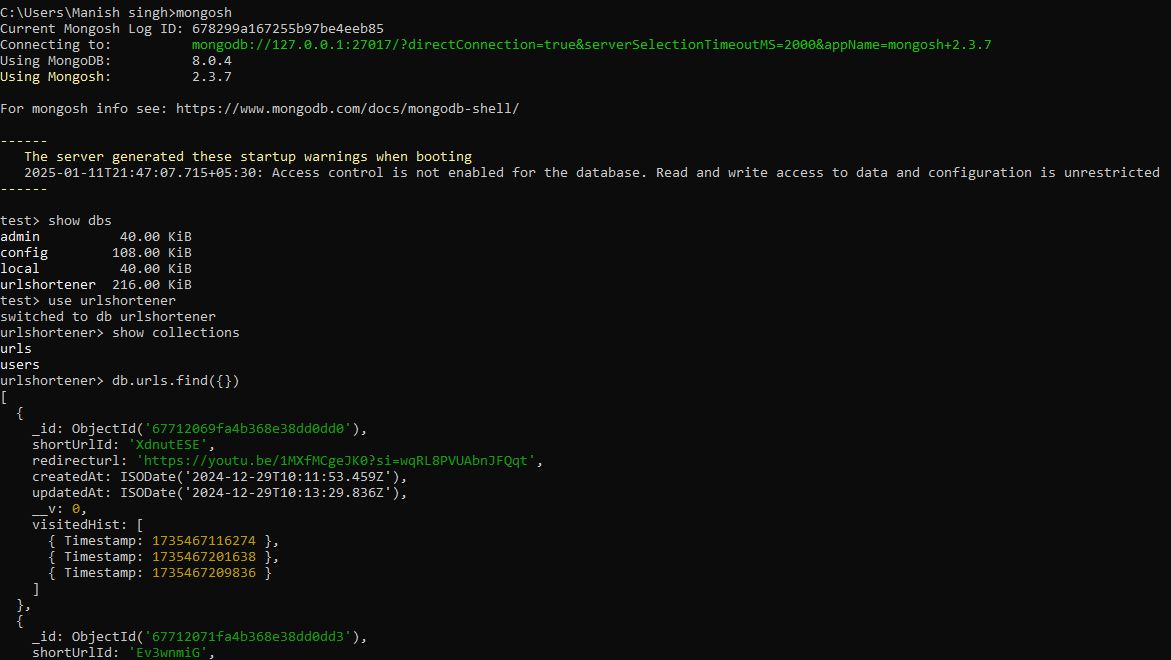 C:\Users\Manish singh>mongosh
Current Mongosh Log ID: 678299a167255b97be4eeb85
Connecting to:          mongodb://127.0.0.1:27017/?directConnection=true&serverSelectionTimeoutMS=2000&appName=mongosh+2.3.7
Using MongoDB:          8.0.4
Using Mongosh:          2.3.7

For mongosh info see: https://www.mongodb.com/docs/mongodb-shell/

------
   The server generated these startup warnings when booting
   2025-01-11T21:47:07.715+05:30: Access control is not enabled for the database. Read and write access to data and configuration is unrestricted
------

test> show dbs
admin          40.00 KiB
config        108.00 KiB
local          40.00 KiB
urlshortener  216.00 KiB
test> use urlshortener
switched to db urlshortener
urlshortener> show collections
urls
users
urlshortener> db.urls.find({})
[
  {
    _id: ObjectId('67712069fa4b368e38dd0dd0'),
    shortUrlId: 'XdnutESE',
    redirecturl: 'https://youtu.be/1MXfMCgeJK0?si=wqRL8PVUAbnJFQqt',
    createdAt: ISODate('2024-12-29T10:11:53.459Z'),
    updatedAt: ISODate('2024-12-29T10:13:29.836Z'),
    __v: 0,
    visitedHist: [
      { Timestamp: 1735467116274 },
      { Timestamp: 1735467201638 },
      { Timestamp: 1735467209836 }
    ]
  },
  {
    _id: ObjectId('67712071fa4b368e38dd0dd3'),
    shortUrlId: 'Ev3wnmiG',